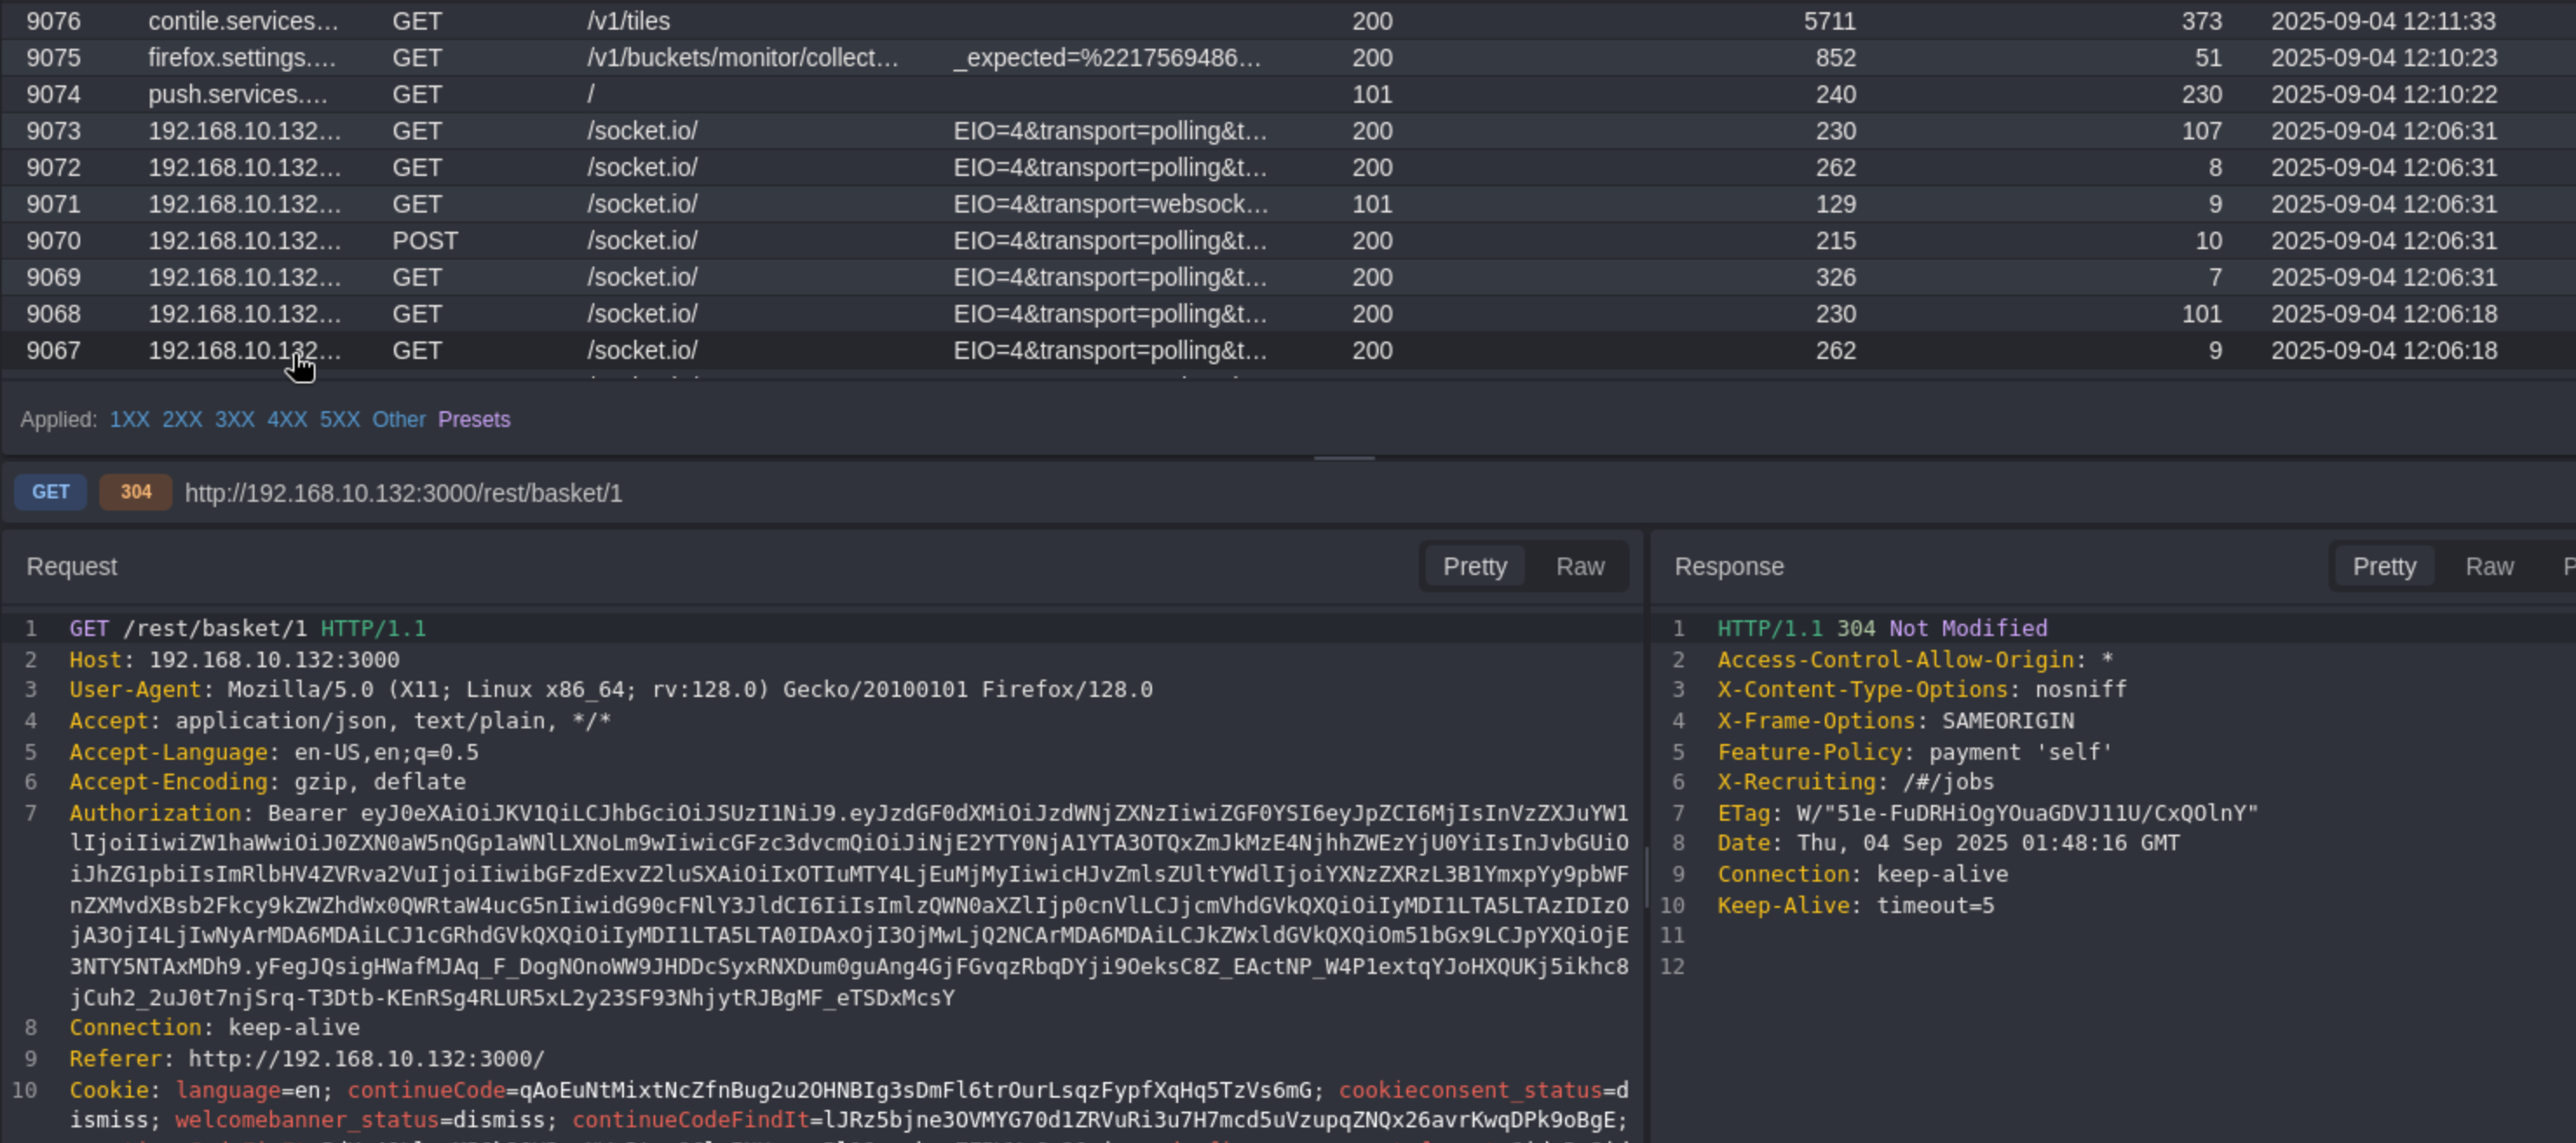 9076 contile.services… GET /v1/tiles 200 5711 373 2025-09-04 12:11:33
9075 firefox.settings.… GET /v1/buckets/monitor/collect… _expected=%2217569486… 200 852 51 2025-09-04 12:10:23
9074 push.services.… GET / 101 240 230 2025-09-04 12:10:22
9073 192.168.10.132… GET /socket.io/ EIO=4&transport=polling&t… 200 230 107 2025-09-04 12:06:31
9072 192.168.10.132… GET /socket.io/ EIO=4&transport=polling&t… 200 262 8 2025-09-04 12:06:31
9071 192.168.10.132… GET /socket.io/ EIO=4&transport=websock… 101 129 9 2025-09-04 12:06:31
9070 192.168.10.132… POST /socket.io/ EIO=4&transport=polling&t… 200 215 10 2025-09-04 12:06:31
9069 192.168.10.132… GET /socket.io/ EIO=4&transport=polling&t… 200 326 7 2025-09-04 12:06:31
9068 192.168.10.132… GET /socket.io/ EIO=4&transport=polling&t… 200 230 101 2025-09-04 12:06:18
9067 192.168.10.132… GET /socket.io/ EIO=4&transport=polling&t… 200 262 9 2025-09-04 12:06:18
Applied: 1XX 2XX 3XX 4XX 5XX Other Presets
GET 304 http://192.168.10.132:3000/rest/basket/1
Request Pretty Raw
1 GET /rest/basket/1 HTTP/1.1
2 Host: 192.168.10.132:3000
3 User-Agent: Mozilla/5.0 (X11; Linux x86_64; rv:128.0) Gecko/20100101 Firefox/128.0
4 Accept: application/json, text/plain, */*
5 Accept-Language: en-US,en;q=0.5
6 Accept-Encoding: gzip, deflate
7 Authorization: Bearer eyJ0eXAiOiJKV1QiLCJhbGciOiJSUzI1NiJ9.eyJzdGF0dXMiOiJzdWNjZXNzIiwiZGF0YSI6eyJpZCI6MjIsInVzZXJuYW1
lIjoiIiwiZW1haWwiOiJ0ZXN0aW5nQGp1aWNlLXNoLm9wIiwicGFzc3dvcmQiOiJiNjE2YTY0NjA1YTA3OTQxZmJkMzE4NjhhZWEzYjU0YiIsInJvbGUiO
iJhZG1pbiIsImRlbHV4ZVRva2VuIjoiIiwibGFzdExvZ2luSXAiOiIxOTIuMTY4LjEuMjMyIiwicHJvZmlsZUltYWdlIjoiYXNzZXRzL3B1YmxpYy9pbWF
nZXMvdXBsb2Fkcy9kZWZhdWx0QWRtaW4ucG5nIiwidG90cFNlY3JldCI6IiIsImlzQWN0aXZlIjp0cnVlLCJjcmVhdGVkQXQiOiIyMDI1LTA5LTAzIDIzO
jA3OjI4LjIwNyArMDA6MDAiLCJ1cGRhdGVkQXQiOiIyMDI1LTA5LTA0IDAxOjI3OjMwLjQ2NCArMDA6MDAiLCJkZWxldGVkQXQiOm51bGx9LCJpYXQiOjE
3NTY5NTAxMDh9.yFegJQsigHWafMJAq_F_DogNOnoWW9JHDDcSyxRNXDum0guAng4GjFGvqzRbqDYji9OeksC8Z_EActNP_W4P1extqYJoHXQUKj5ikhc8
jCuh2_2uJ0t7njSrq-T3Dtb-KEnRSg4RLUR5xL2y23SF93NhjytRJBgMF_eTSDxMcsY
8 Connection: keep-alive
9 Referer: http://192.168.10.132:3000/
10 Cookie: language=en; continueCode=qAoEuNtMixtNcZfnBug2u2OHNBIg3sDmFl6trOurLsqzFypfXqHq5TzVs6mG; cookieconsent_status=d
ismiss; welcomebanner_status=dismiss; continueCodeFindIt=lJRz5bjne3OVMYG70d1ZRVuRi3u7H7mcd5uVzupqZNQx26avrKwqDPk9oBgE;
Response Pretty Raw
1 HTTP/1.1 304 Not Modified
2 Access-Control-Allow-Origin: *
3 X-Content-Type-Options: nosniff
4 X-Frame-Options: SAMEORIGIN
5 Feature-Policy: payment 'self'
6 X-Recruiting: /#/jobs
7 ETag: W/"51e-FuDRHiOgYOuaGDVJ11U/CxQOlnY"
8 Date: Thu, 04 Sep 2025 01:48:16 GMT
9 Connection: keep-alive
10 Keep-Alive: timeout=5
11
12